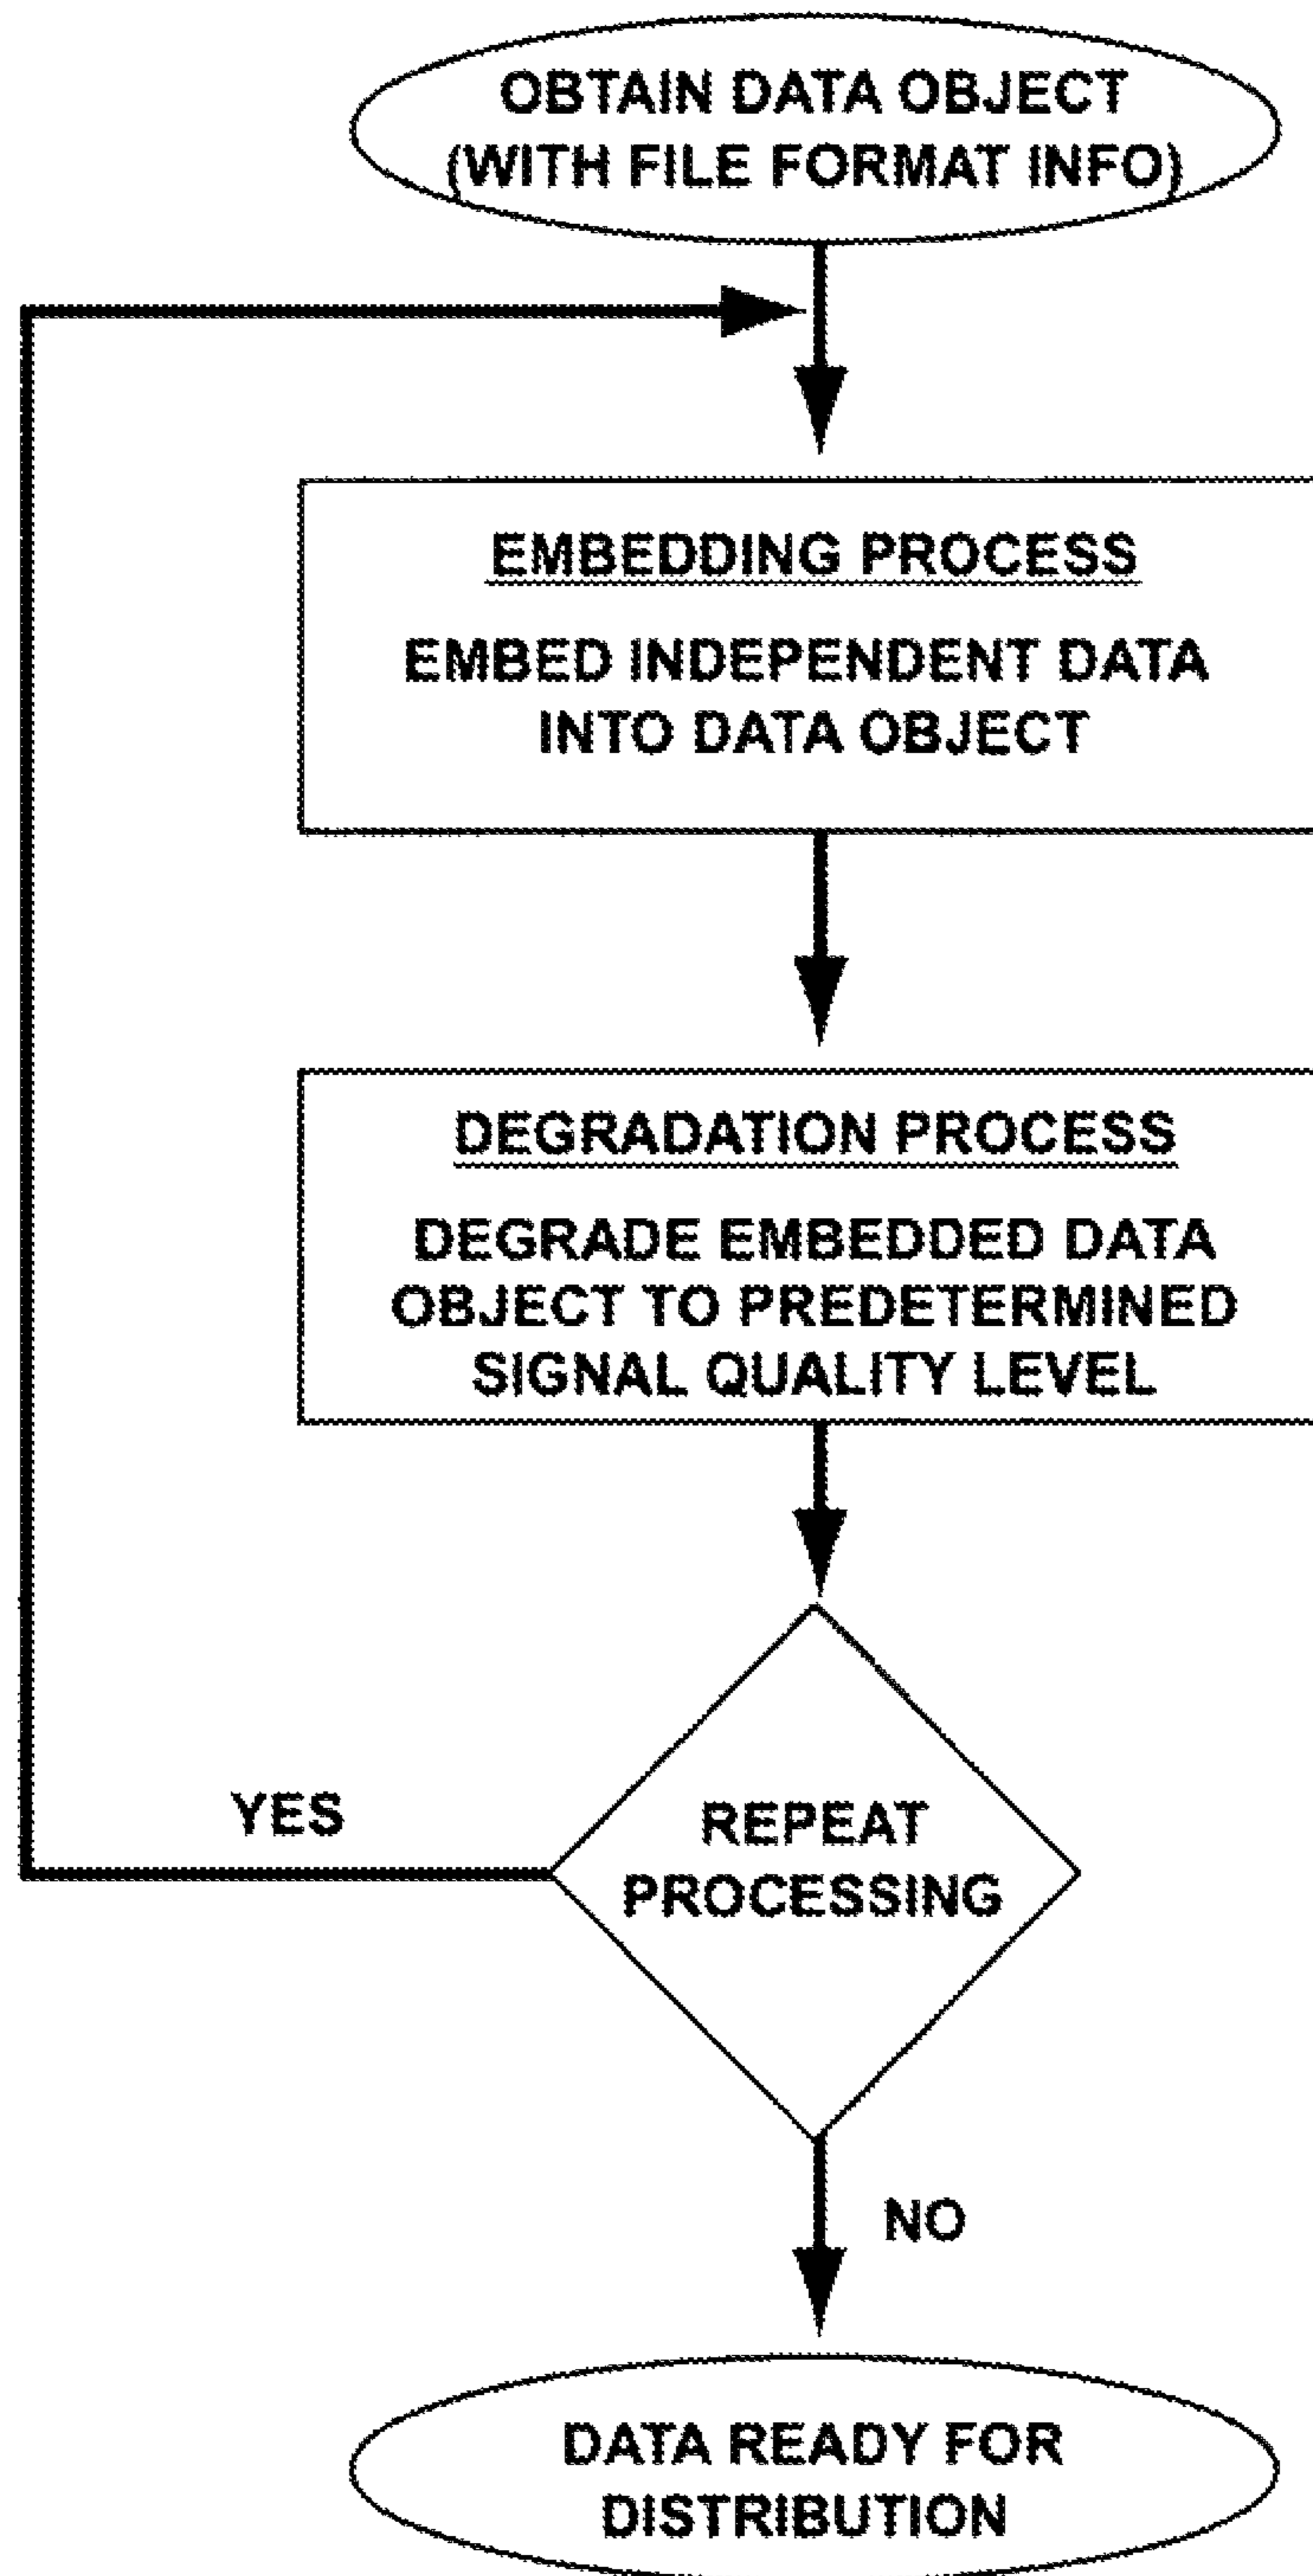 OBTAIN DATA OBJECT
(WITH FILE FORMAT INFO)
EMBEDDING PROCESS
EMBED INDEPENDENT DATA
INTO DATA OBJECT
DEGRADATION PROCESS
DEGRADE EMBEDDED DATA
OBJECT TO PREDETERMINED
SIGNAL QUALITY LEVEL
YES
REPEAT
PROCESSING
NO
DATA READY FOR
DISTRIBUTION